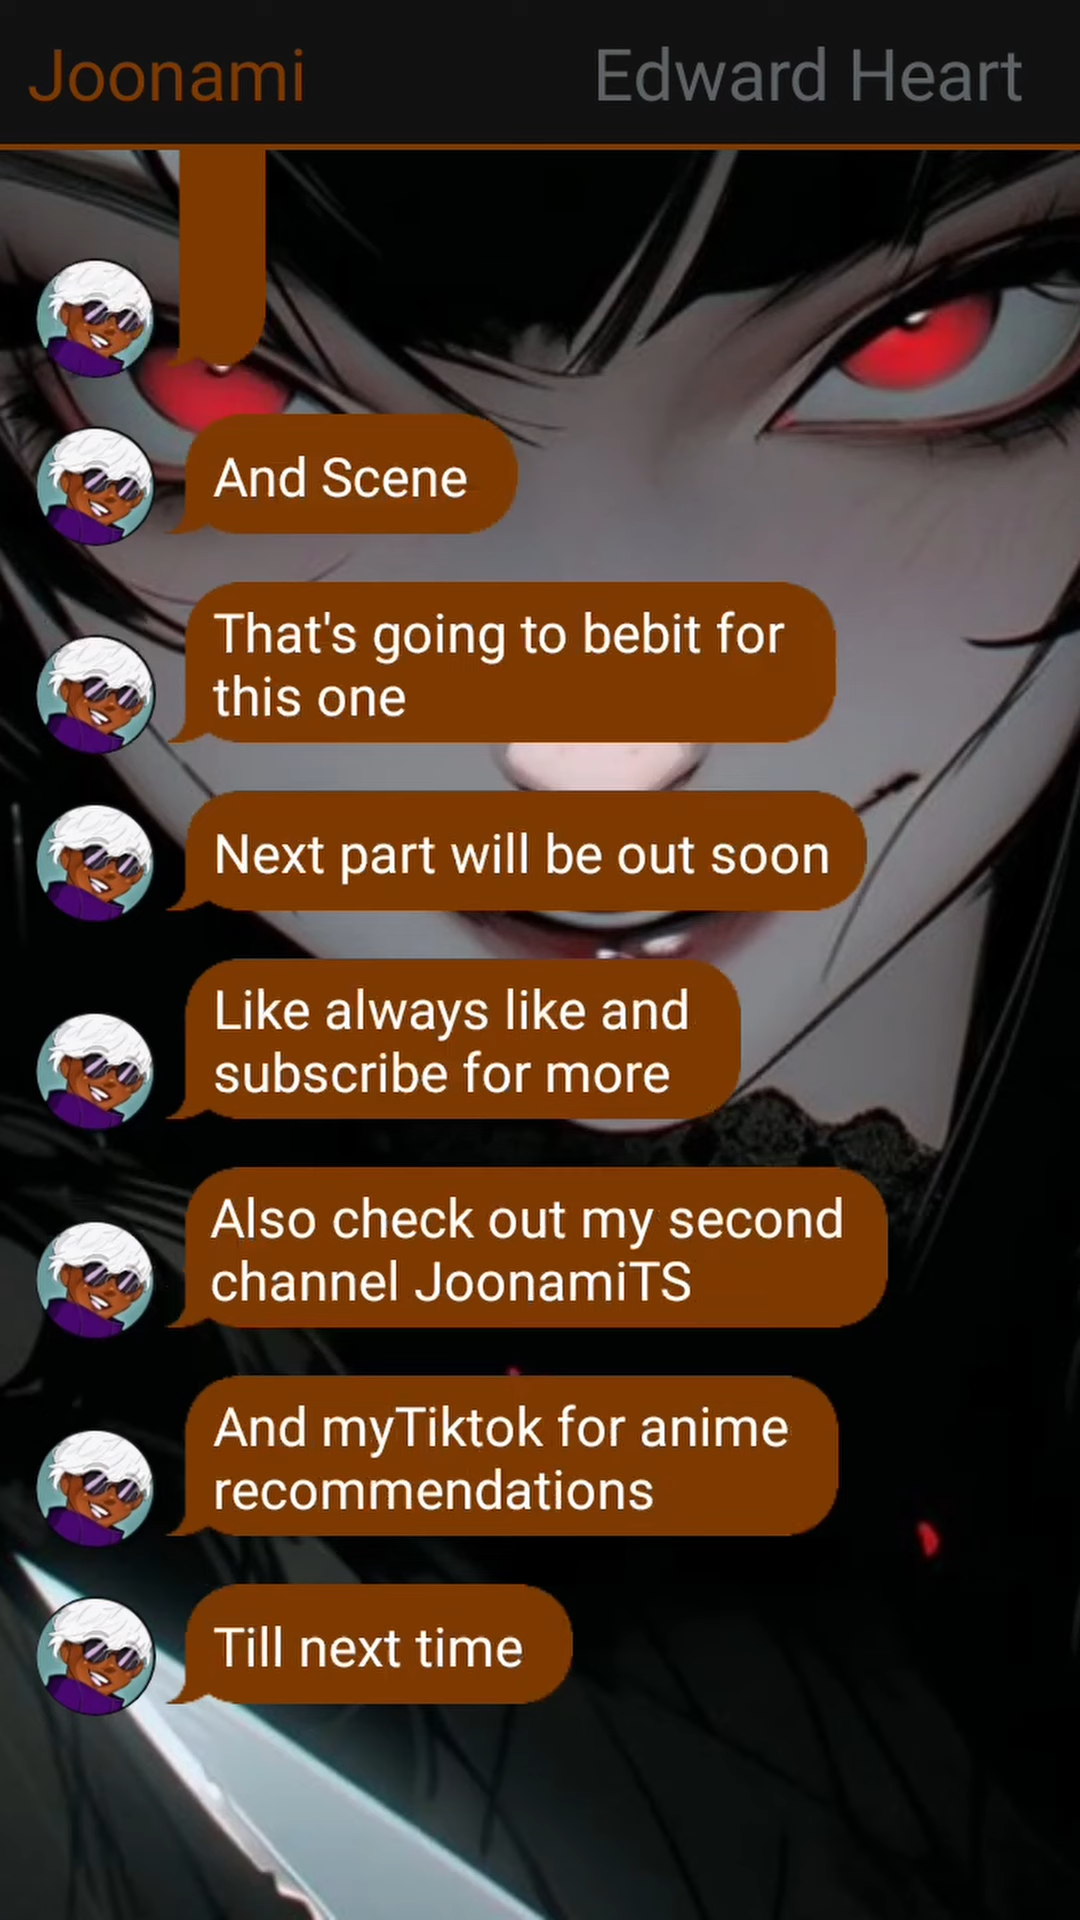 Joonami
Edward Heart
And Scene
That's going to bebit for
this one
Next part will be out soon
Like always like and
subscribe for more
Also check out my second
channel JoonamiTS
And myTiktok for anime
recommendations
Till next time